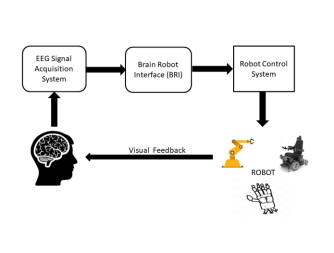 EEG Signal
Acquisition
System
Brain Robot
Interface (BRI)
Robot Control
System
Visual Feedback
ROBOT